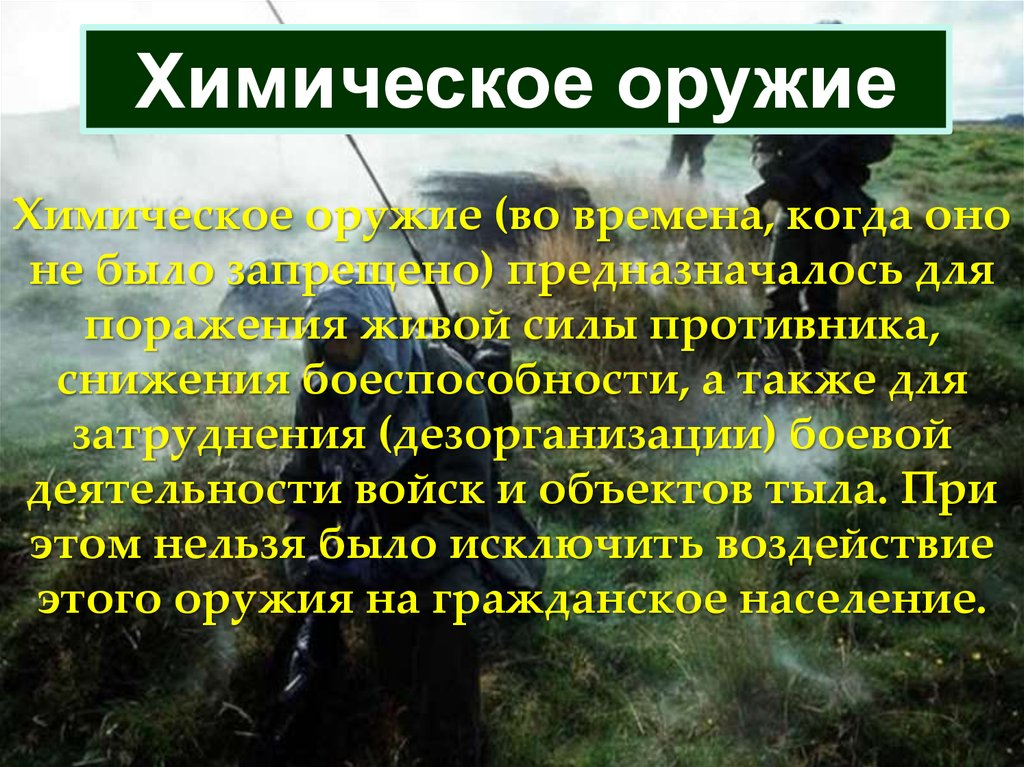 Химическое оружие
Химическое оружие (во времена, когда оно
не было запрещено) предназначалось для
поражения живой силы противника,
снижения боеспособности, а также для
затруднения (дезорганизации) боевой
деятельности войск и объектов тыла. При
этом нельзя было исключить воздействие
этого оружия на гражданское население.